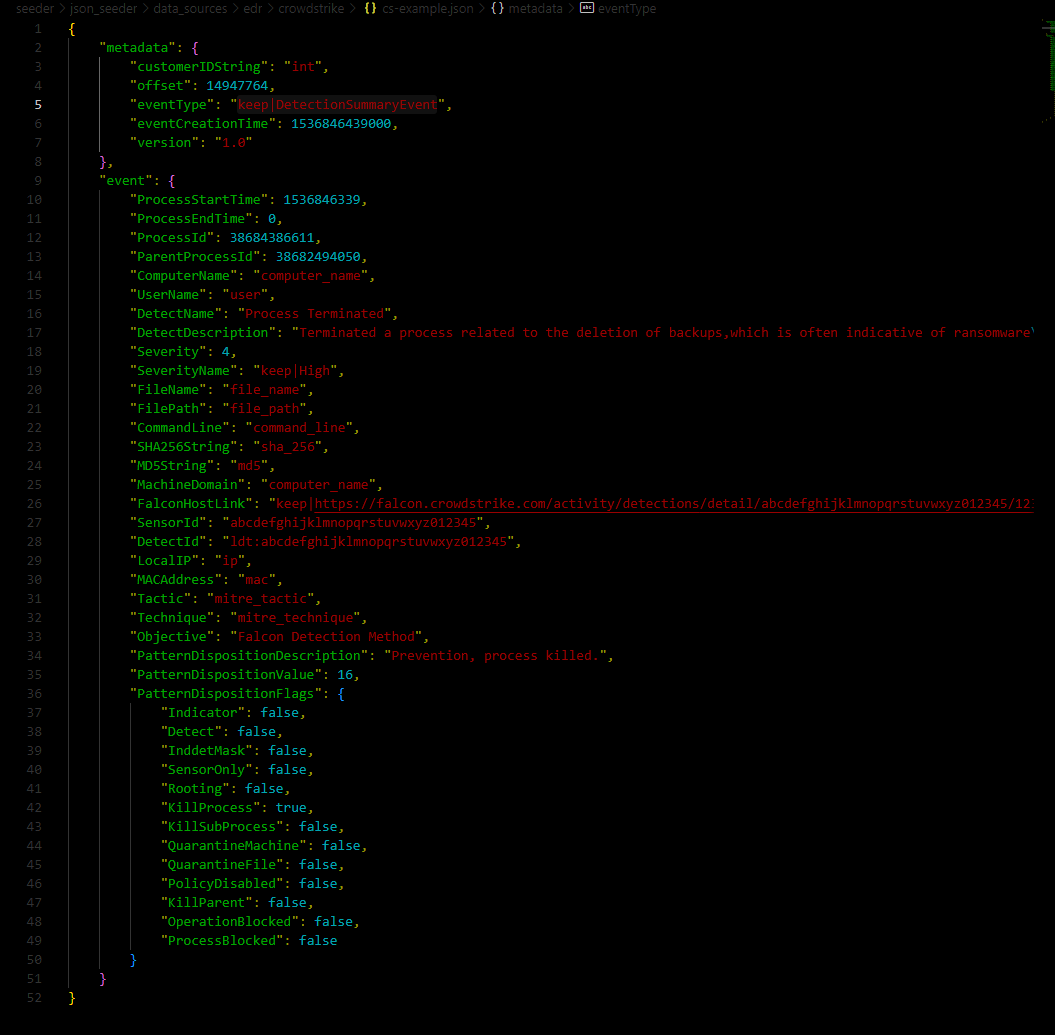 seeder > json_seeder > data_sources > edr > crowdstrike > {} cs-example.json > {} metadata > abc eventType
1 {
2 "metadata": {
3 "customerIDString": "int",
4 "offset": 14947764,
5 "eventType": "keep|DetectionSummaryEvent",
6 "eventCreationTime": 1536846439000,
7 "version": "1.0"
8 },
9 "event": {
10 "ProcessStartTime": 1536846339,
11 "ProcessEndTime": 0,
12 "ProcessId": 38684386611,
13 "ParentProcessId": 38682494050,
14 "ComputerName": "computer_name",
15 "UserName": "user",
16 "DetectName": "Process Terminated",
17 "DetectDescription": "Terminated a process related to the deletion of backups,which is often indicative of ransomware\
18 "Severity": 4,
19 "SeverityName": "keep|High",
20 "FileName": "file_name",
21 "FilePath": "file_path",
22 "CommandLine": "command_line",
23 "SHA256String": "sha_256",
24 "MD5String": "md5",
25 "MachineDomain": "computer_name",
26 "FalconHostLink": "keep|https://falcon.crowdstrike.com/activity/detections/detail/abcdefghijklmnopqrstuvwxyz012345/12
27 "SensorId": "abcdefghijklmnopqrstuvwxyz012345",
28 "DetectId": "ldt:abcdefghijklmnopqrstuvwxyz012345",
29 "LocalIP": "ip",
30 "MACAddress": "mac",
31 "Tactic": "mitre_tactic",
32 "Technique": "mitre_technique",
33 "Objective": "Falcon Detection Method",
34 "PatternDispositionDescription": "Prevention, process killed.",
35 "PatternDispositionValue": 16,
36 "PatternDispositionFlags": {
37 "Indicator": false,
38 "Detect": false,
39 "InddetMask": false,
40 "SensorOnly": false,
41 "Rooting": false,
42 "KillProcess": true,
43 "KillSubProcess": false,
44 "QuarantineMachine": false,
45 "QuarantineFile": false,
46 "PolicyDisabled": false,
47 "KillParent": false,
48 "OperationBlocked": false,
49 "ProcessBlocked": false
50 }
51 }
52 }